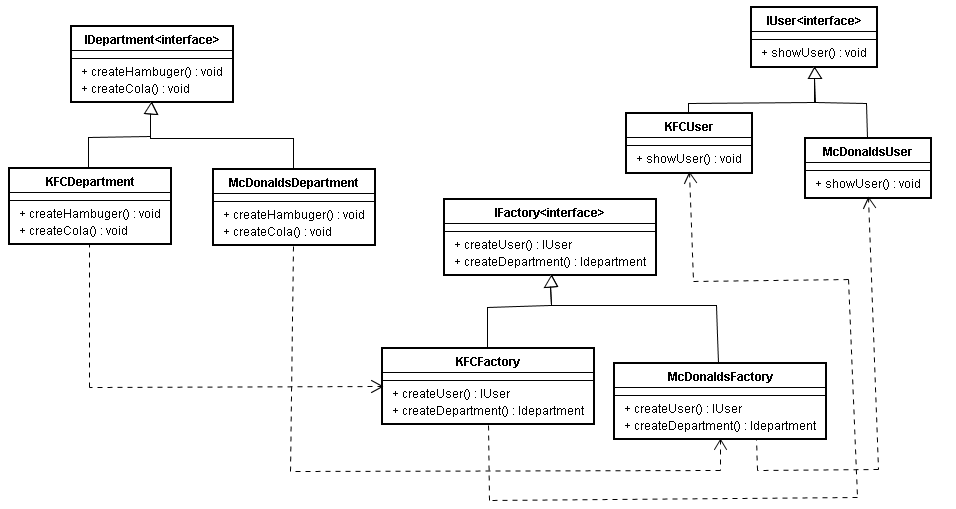 IDepartment<interface>
+ createHambuger() : void
+ createCola() : void
IUser<interface>
+ showUser() : void
KFCUser
+ showUser() : void
McDonaldsUser
+ showUser() : void
KFCDepartment
+ createHambuger() : void
+ createCola() : void
McDonaldsDepartment
+ createHambuger() : void
+ createCola() : void
IFactory<interface>
+ createUser() : IUser
+ createDepartment() : Idepartment
KFCFactory
+ createUser() : IUser
+ createDepartment() : Idepartment
McDonaldsFactory
+ createUser() : IUser
+ createDepartment() : Idepartment